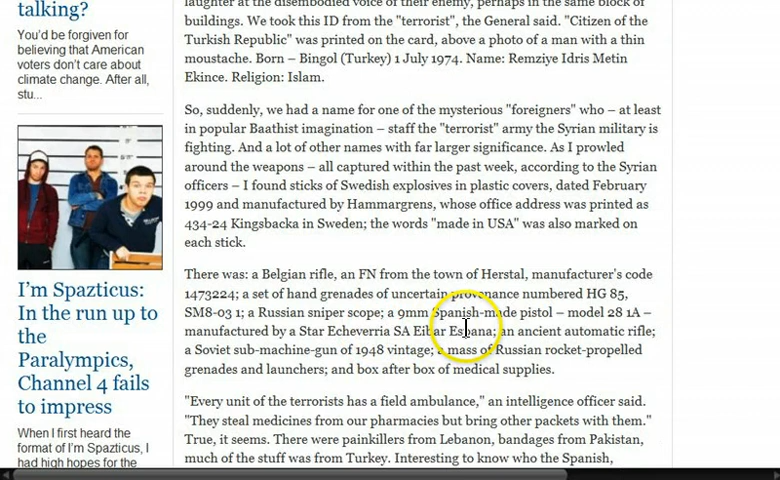 talking?
You'd be forgiven for
believing that American
voters don't care about
climate change. After all,
stu...
I'm Spazticus:
In the run up to
the
Paralympics,
Channel 4 fails
to impress
When I first heard the
format of I'm Spazticus, I
had high hopes for the
laughter at the disembodied voice of their enemy, perhaps in the same block of
buildings. We took this ID from the "terrorist", the General said. "Citizen of the
Turkish Republic" was printed on the card, above a photo of a man with a thin
moustache. Born – Bingol (Turkey) 1 July 1974. Name: Remziye Idris Metin
Ekince. Religion: Islam.
So, suddenly, we had a name for one of the mysterious "foreigners" who – at least
in popular Baathist imagination – staff the "terrorist" army the Syrian military is
fighting. And a lot of other names with far larger significance. As I prowled
around the weapons – all captured within the past week, according to the Syrian
officers – I found sticks of Swedish explosives in plastic covers, dated February
1999 and manufactured by Hammargrens, whose office address was printed as
434-24 Kingsbacka in Sweden; the words "made in USA" was also marked on
each stick.
There was: a Belgian rifle, an FN from the town of Herstal, manufacturer's code
1473224; a set of hand grenades of uncertain provenance numbered HG 85,
SM8-03 1; a Russian sniper scope; a 9mm Spanish-made pistol – model 28 1A –
manufactured by a Star Echeverria SA Eibar Espana; an ancient automatic rifle;
a Soviet sub-machine-gun of 1948 vintage; a mass of Russian rocket-propelled
grenades and launchers; and box after box of medical supplies.
"Every unit of the terrorists has a field ambulance," an intelligence officer said.
"They steal medicines from our pharmacies but bring other packets with them."
True, it seems. There were painkillers from Lebanon, bandages from Pakistan,
much of the stuff was from Turkey. Interesting to know who the Spanish,